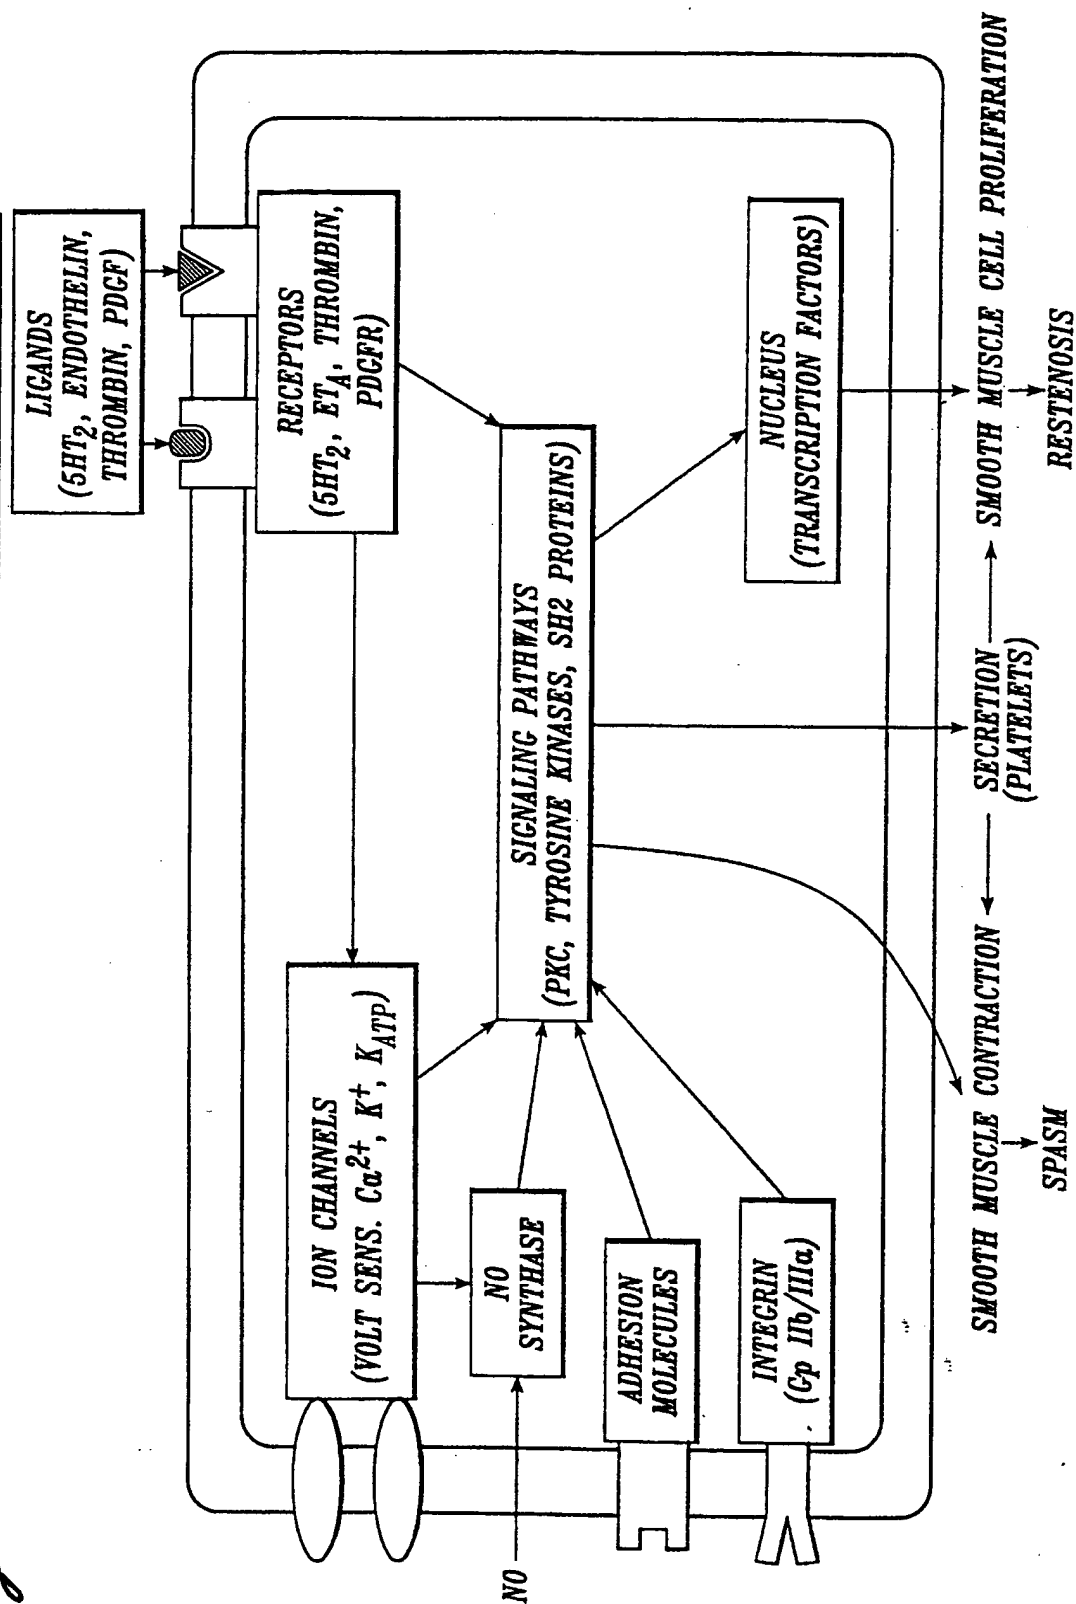 LIGANDS
(5HT2, ENDOTHELIN,
THROMBIN, PDGF)
RECEPTORS
(5HT2, ETA, THROMBIN,
PDGFR)
ION CHANNELS
(VOLT SENS. Ca2+, K+, KATP)
NO
SYNTHASE
NO
ADHESION
MOLECULES
INTEGRIN
(Gp IIb/IIIa)
SIGNALING PATHWAYS
(PKC, TYROSINE KINASES, SH2 PROTEINS)
NUCLEUS
(TRANSCRIPTION FACTORS)
SMOOTH MUSCLE CONTRACTION
SPASM
SECRETION
(PLATELETS)
SMOOTH MUSCLE CELL PROLIFERATION
RESTENOSIS